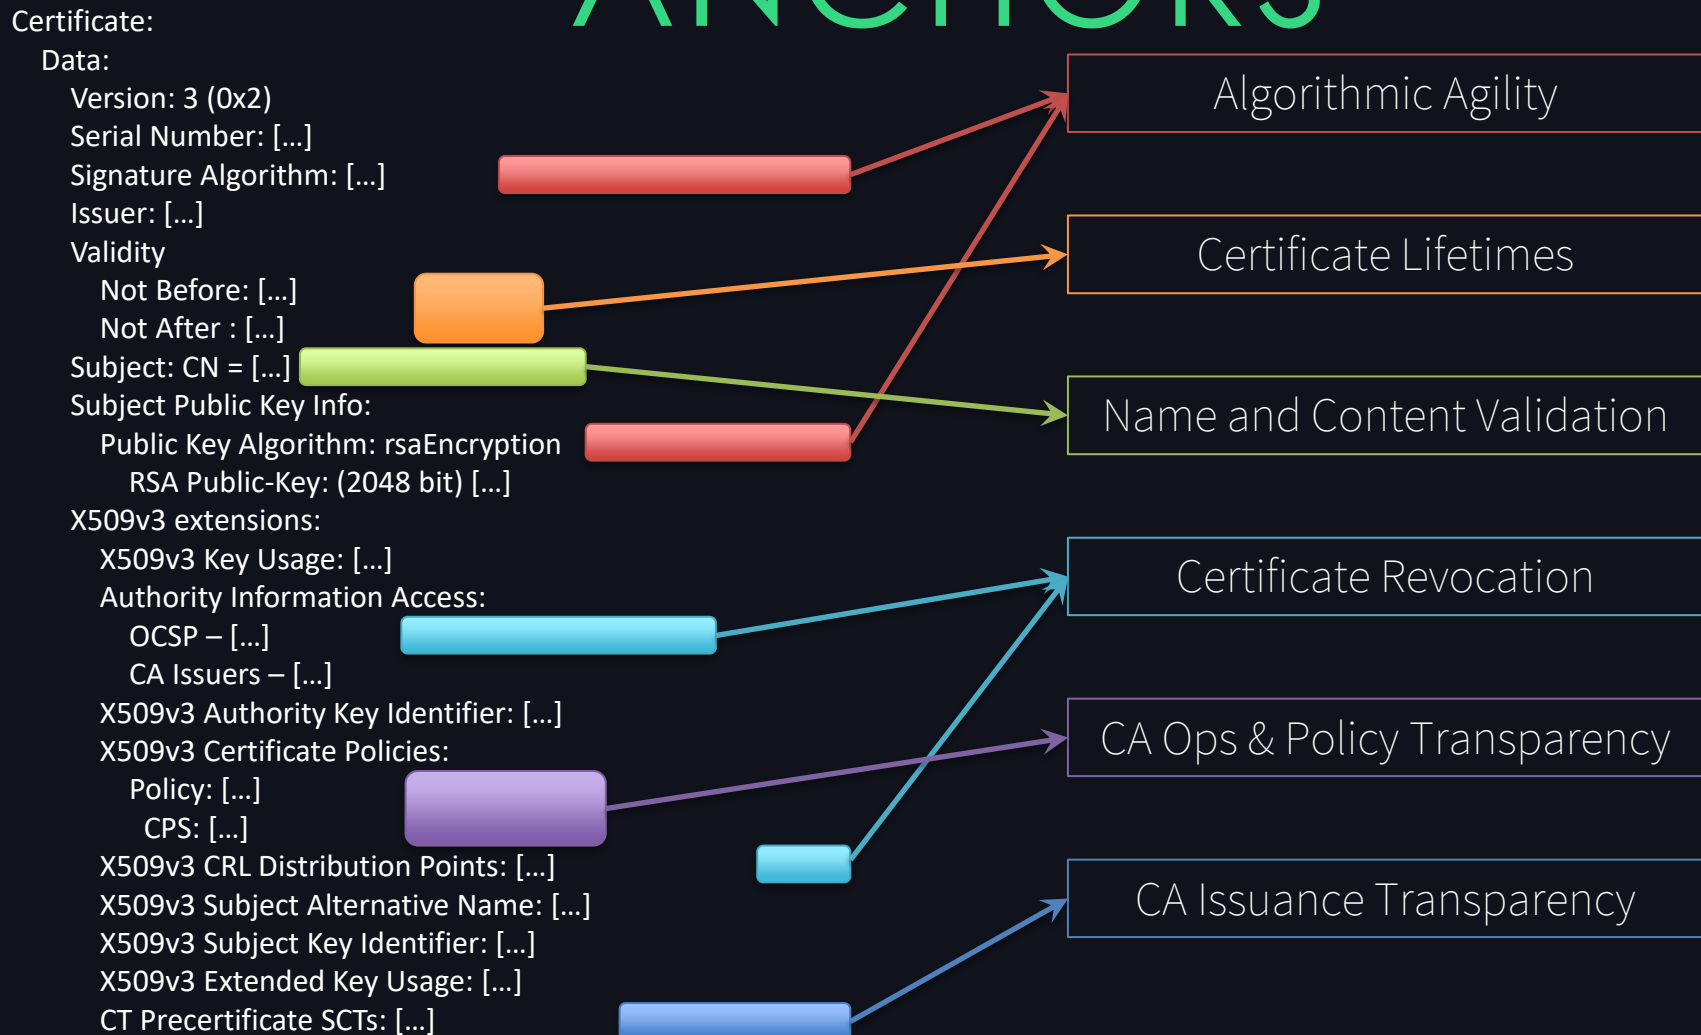 ANCHORS
Certificate:
Data:
Version: 3 (0x2)
Serial Number: [...]
Signature Algorithm: [...]
Issuer: [...]
Validity
Not Before: [...]
Not After : [...]
Subject: CN = [...]
Subject Public Key Info:
Public Key Algorithm: rsaEncryption
RSA Public-Key: (2048 bit) [...]
X509v3 extensions:
X509v3 Key Usage: [...]
Authority Information Access:
OCSP – [...]
CA Issuers – [...]
X509v3 Authority Key Identifier: [...]
X509v3 Certificate Policies:
Policy: [...]
CPS: [...]
X509v3 CRL Distribution Points: [...]
X509v3 Subject Alternative Name: [...]
X509v3 Subject Key Identifier: [...]
X509v3 Extended Key Usage: [...]
CT Precertificate SCTs: [...]
Algorithmic Agility
Certificate Lifetimes
Name and Content Validation
Certificate Revocation
CA Ops & Policy Transparency
CA Issuance Transparency